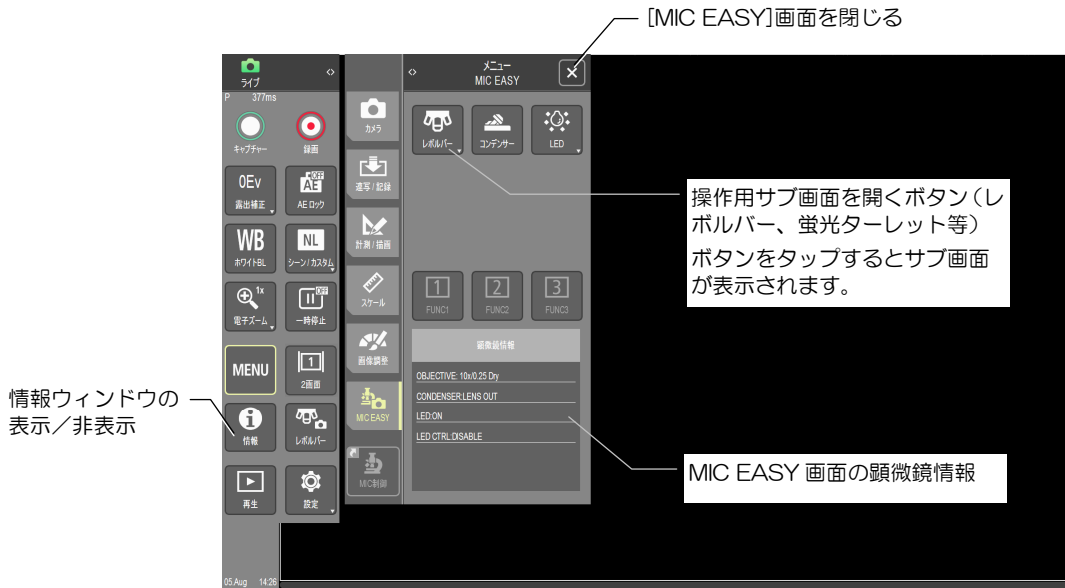 [MIC EASY]画面を閉じる
ライブ
P 377ms
キャプチャー
録画
0Ev
露出補正
OFF
AE
AE ロック
WB
ホワイトBL
NL
シーン/カスタム
1x
電子ズーム
OFF
一時停止
MENU
1
2画面
情報
レボルバー
再生
設定
05.Aug 14:26
カメラ
連写/記録
計測/描画
スケール
画像調整
MIC EASY
MIC制御
メニュー
MIC EASY
レボルバー
コンデンサー
LED
1
FUNC1
2
FUNC2
3
FUNC3
顕微鏡情報
OBJECTIVE: 10x/0.25 Dry
CONDENSER:LENS OUT
LED:ON
LED CTRL:DISABLE
操作用サブ画面を開くボタン(レ
ボルバー、蛍光ターレット等)
ボタンをタップするとサブ画面
が表示されます。
情報ウィンドウの
表示/非表示
MIC EASY 画面の顕微鏡情報